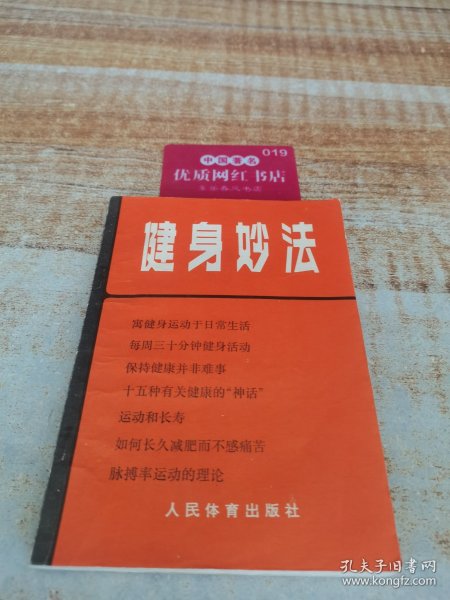 019
中国著名
优质网红书店
健身妙法
寓健身运动于日常生活
每周三十分钟健身活动
保持健康并非难事
十五种有关健康的“神话”
运动和长寿
如何长久减肥而不感痛苦
脉搏率运动的理论
人民体育出版社
孔夫子旧书网
www.kongfz.com